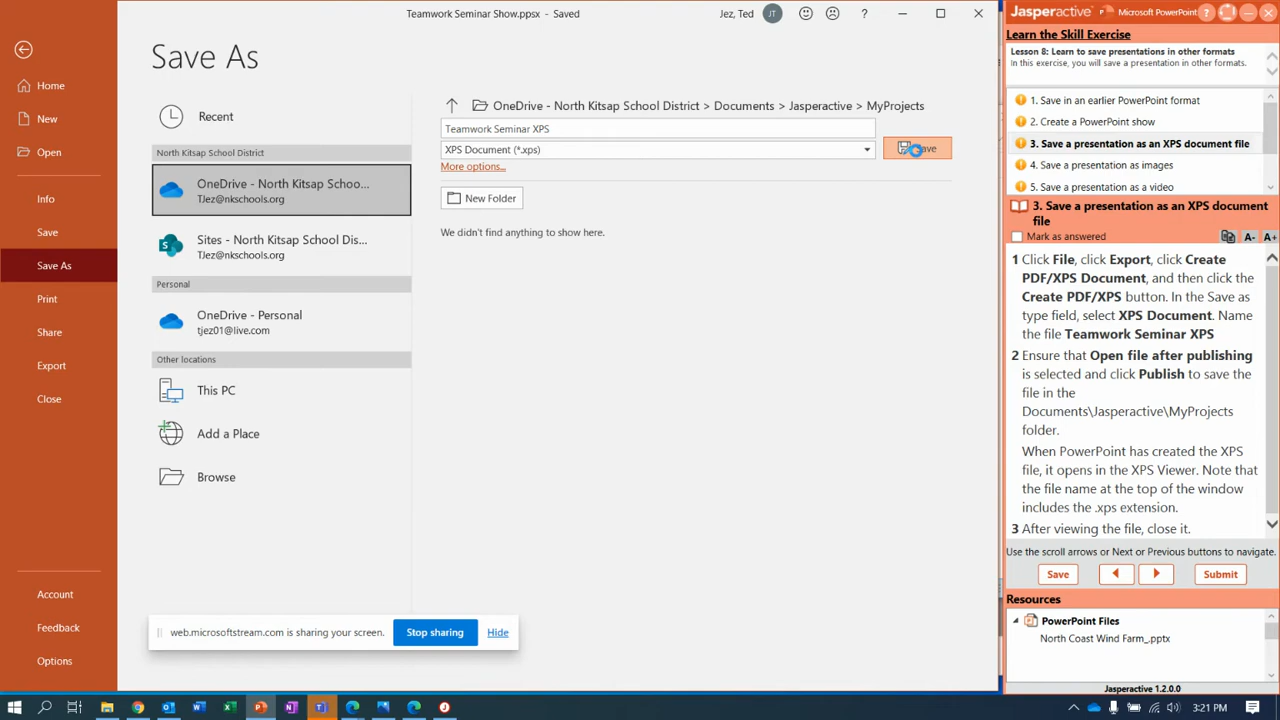 Teamwork Seminar Show.ppsx - Saved
Jez, Ted
JT
?
Home
New
Open
Info
Save
Save As
Print
Share
Export
Close
Account
Feedback
Options
Save As
Recent
North Kitsap School District
OneDrive - North Kitsap Schoo...
TJez@nkschools.org
Sites - North Kitsap School Dis...
TJez@nkschools.org
Personal
OneDrive - Personal
tjez01@live.com
Other locations
This PC
Add a Place
Browse
OneDrive - North Kitsap School District > Documents > Jasperactive > MyProjects
Teamwork Seminar XPS
XPS Document (*.xps)
Save
More options...
New Folder
We didn't find anything to show here.
web.microsoftstream.com is sharing your screen.
Stop sharing
Hide
Jasperactive
Microsoft PowerPoint
Learn the Skill Exercise
Lesson 8: Learn to save presentations in other formats
In this exercise, you will save a presentation in other formats.
1. Save in an earlier PowerPoint format
2. Create a PowerPoint show
3. Save a presentation as an XPS document file
4. Save a presentation as images
5. Save a presentation as a video
3. Save a presentation as an XPS document
file
Mark as answered
A- A+
1 Click File, click Export, click Create
PDF/XPS Document, and then click the
Create PDF/XPS button. In the Save as
type field, select XPS Document. Name
the file Teamwork Seminar XPS
2 Ensure that Open file after publishing
is selected and click Publish to save the
file in the
Documents\Jasperactive\MyProjects
folder.
When PowerPoint has created the XPS
file, it opens in the XPS Viewer. Note that
the file name at the top of the window
includes the .xps extension.
3 After viewing the file, close it.
Use the scroll arrows or Next or Previous buttons to navigate.
Save
Submit
Resources
PowerPoint Files
North Coast Wind Farm_.pptx
Jasperactive 1.2.0.0
3:21 PM